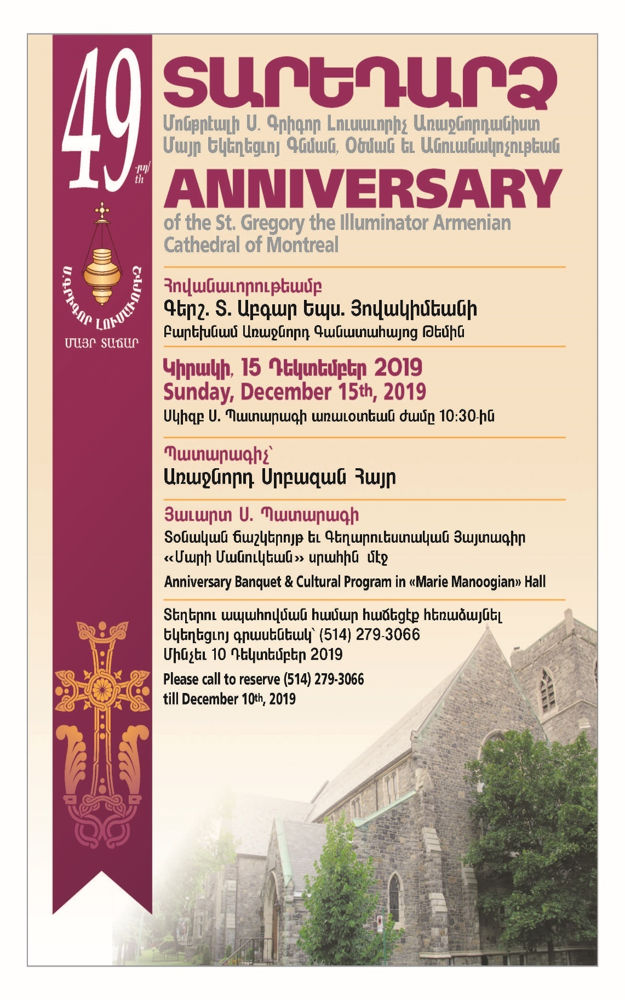 49
-րդ/
th
ՏԱՐԵԴԱՐՁ
Մոնթրէալի Ս. Գրիգոր Լուսաւորիչ Առաջնորդանիստ
Մայր Եկեղեցւոյ Գնման, Օծման եւ Անուանակոչութեան
ANNIVERSARY
of the St. Gregory the Illuminator Armenian
Cathedral of Montreal
Ս. ԳՐԻԳՈՐ ԼՈՒՍԱՒՈՐԻՉ
ՄԱՅՐ ՏԱՃԱՐ
Հովանաւորութեամբ
Գերշ. Տ. Աբգար Եպս. Յովակիմեանի
Բարեխնամ Առաջնորդ Գանատահայոց Թեմին
Կիրակի, 15 Դեկտեմբեր 2019
Sunday, December 15th, 2019
Սկիզբ Ս. Պատարագի առաւօտեան ժամը 10:30-ին
Պատարագիչ՝
Առաջնորդ Սրբազան Հայր
Յաւարտ Ս. Պատարագի
Տօնական ճաշկերոյթ եւ Գեղարուեստական Յայտագիր
«Մարի Մանուկեան» սրահին մէջ
Anniversary Banquet & Cultural Program in «Marie Manoogian» Hall
Տեղերու ապահովման համար հաճեցէք հեռաձայնել
Եկեղեցւոյ գրասենեակ՝ (514) 279-3066
Մինչեւ 10 Դեկտեմբեր 2019
Please call to reserve (514) 279-3066
till December 10th, 2019